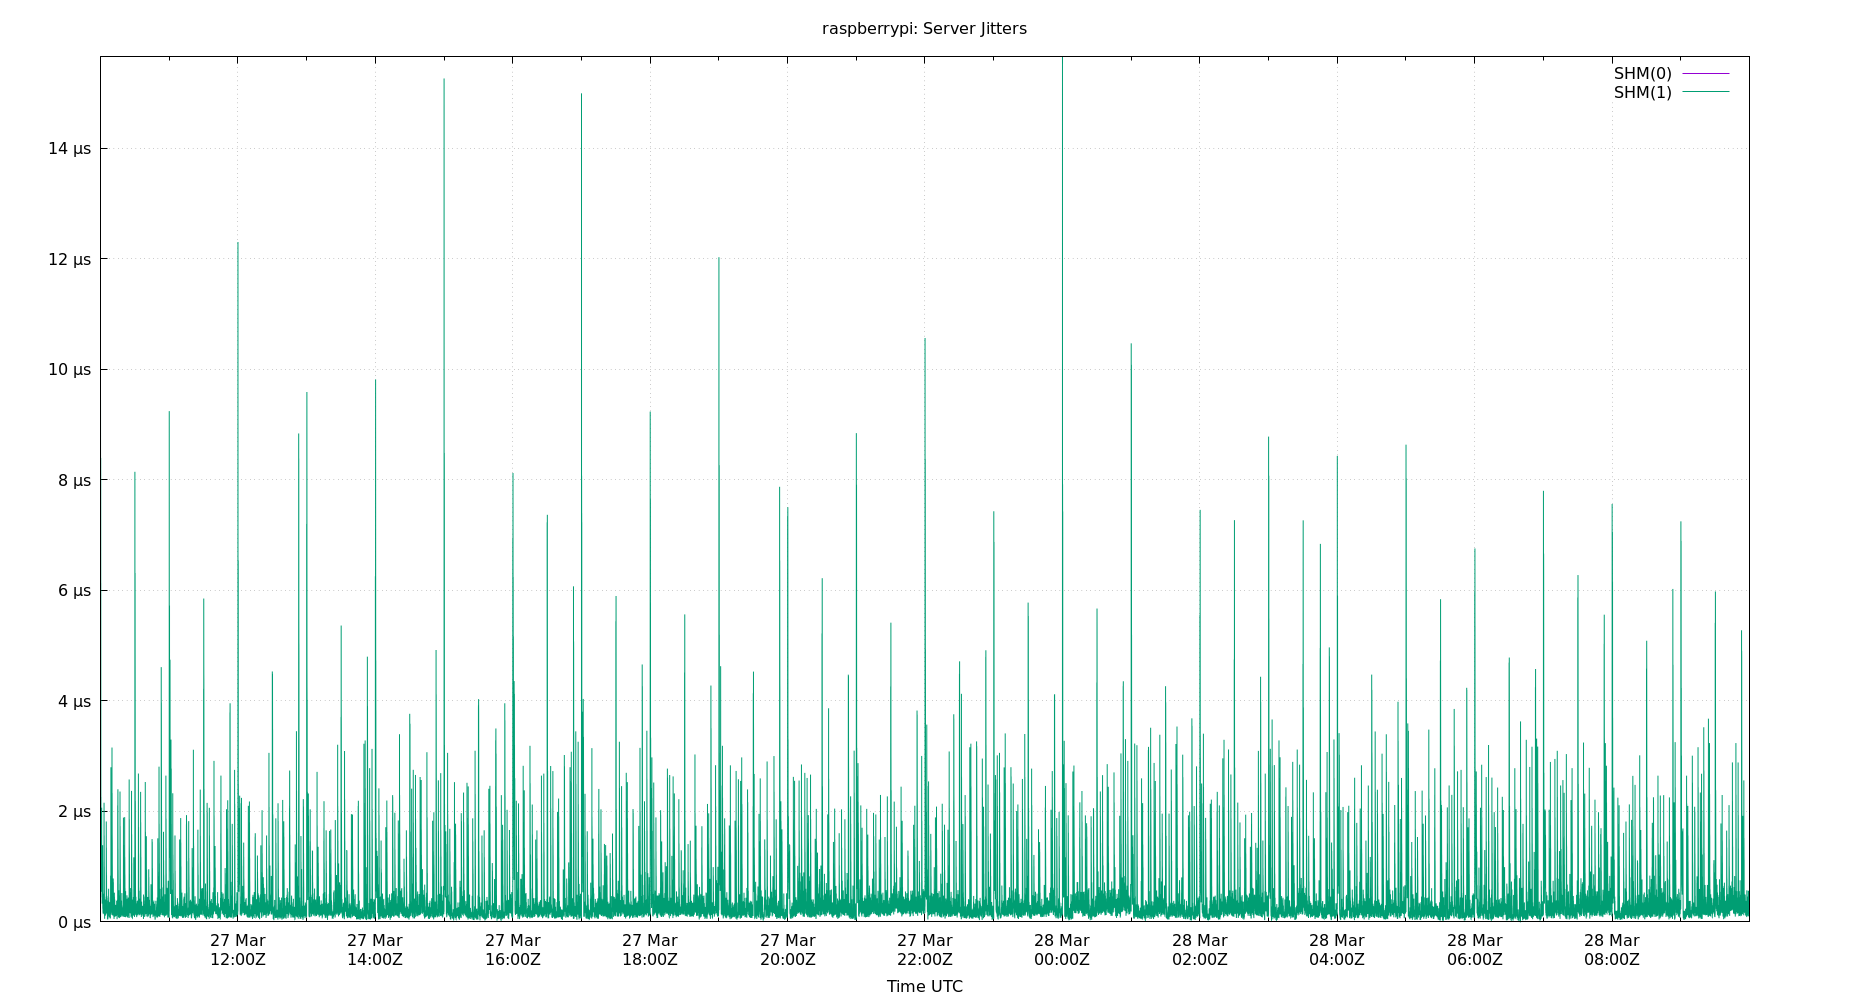 raspberrypi: Server Jitters
SHM(0)
SHM(1)
14 µs
12 µs
10 µs
8 µs
6 µs
4 µs
2 µs
0 µs
27 Mar 27 Mar 27 Mar 27 Mar 27 Mar 27 Mar 28 Mar 28 Mar 28 Mar 28 Mar 28 Mar
12:00Z 14:00Z 16:00Z 18:00Z 20:00Z 22:00Z 00:00Z 02:00Z 04:00Z 06:00Z 08:00Z
Time UTC